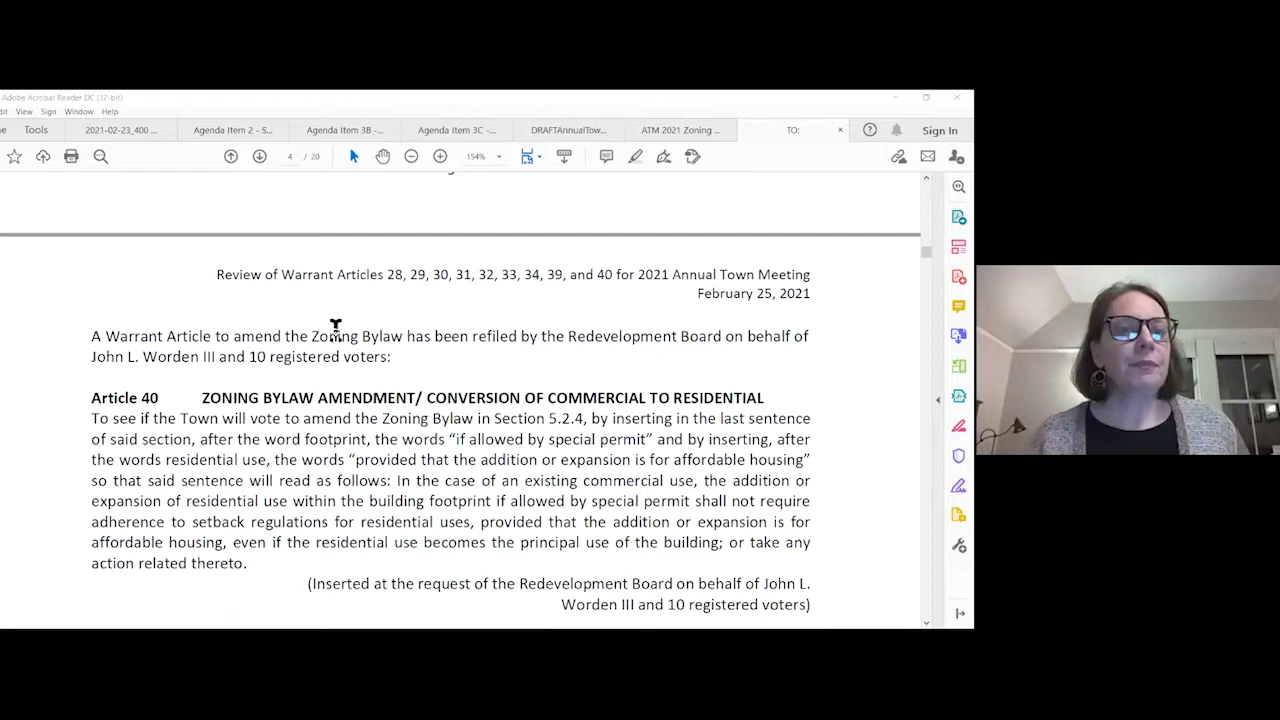 Adobe Acrobat Reader DC (32-bit)
dit View Sign Window Help
ne Tools 2021-02-23_400 ... Agenda Item 2 - S... Agenda Item 3B -... Agenda Item 3C -... DRAFTAnnualTow... ATM 2021 Zoning ... TO: × Sign In
4 / 20 154%
Review of Warrant Articles 28, 29, 30, 31, 32, 33, 34, 39, and 40 for 2021 Annual Town Meeting
February 25, 2021
A Warrant Article to amend the Zoning Bylaw has been refiled by the Redevelopment Board on behalf of
John L. Worden III and 10 registered voters:
Article 40 ZONING BYLAW AMENDMENT/ CONVERSION OF COMMERCIAL TO RESIDENTIAL
To see if the Town will vote to amend the Zoning Bylaw in Section 5.2.4, by inserting in the last sentence
of said section, after the word footprint, the words “if allowed by special permit” and by inserting, after
the words residential use, the words “provided that the addition or expansion is for affordable housing”
so that said sentence will read as follows: In the case of an existing commercial use, the addition or
expansion of residential use within the building footprint if allowed by special permit shall not require
adherence to setback regulations for residential uses, provided that the addition or expansion is for
affordable housing, even if the residential use becomes the principal use of the building; or take any
action related thereto.
(Inserted at the request of the Redevelopment Board on behalf of John L.
Worden III and 10 registered voters)